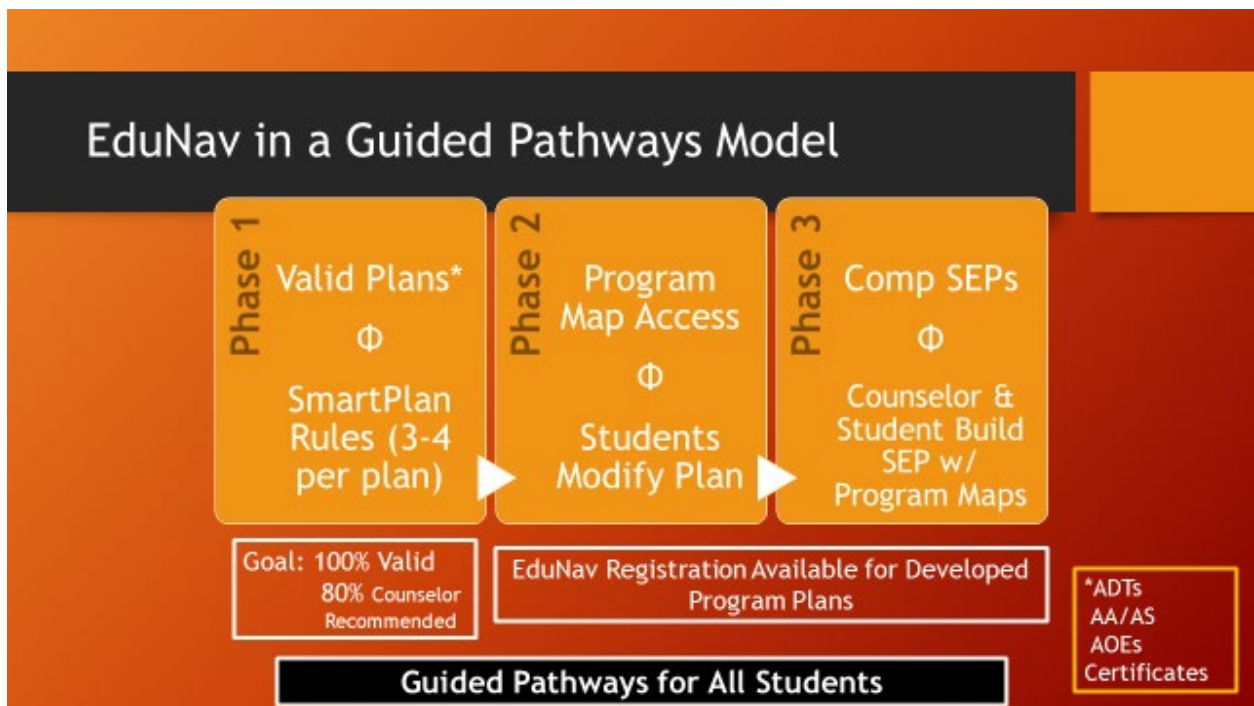 EduNav in a Guided Pathways Model
Phase 1
Valid Plans*
Φ
SmartPlan
Rules (3-4
per plan)
Phase 2
Program
Map Access
Φ
Students
Modify Plan
Phase 3
Comp SEPs
Φ
Counselor &
Student Build
SEP w/
Program Maps
Goal: 100% Valid
80% Counselor
Recommended
EduNav Registration Available for Developed
Program Plans
*ADTs
AA/AS
AOEs
Certificates
Guided Pathways for All Students